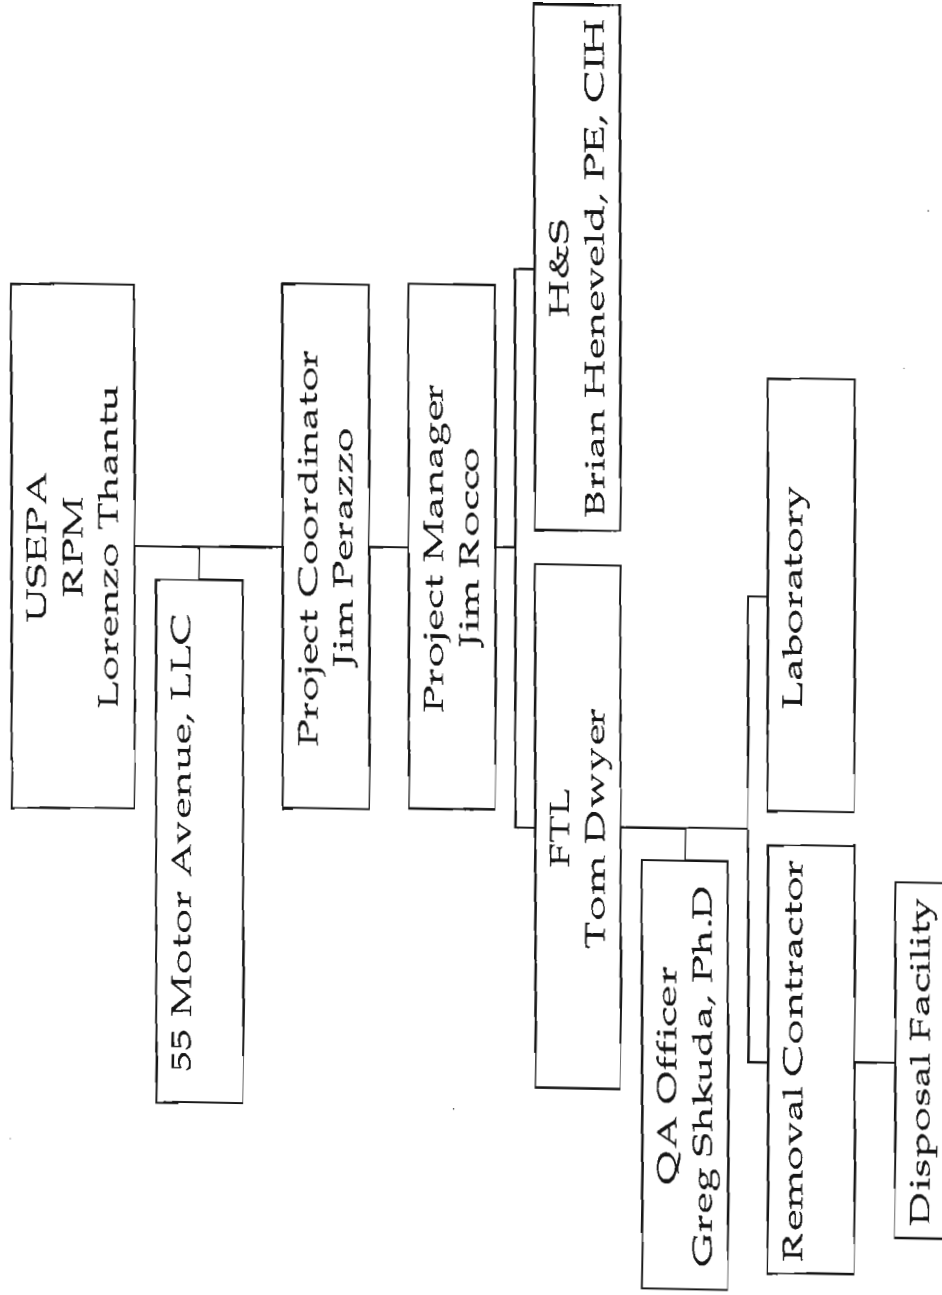 USEPA
RPM
Lorenzo Thantu
55 Motor Avenue, LLC
Project Coordinator
Jim Perazzo
Project Manager
Jim Rocco
FTL
Tom Dwyer
H&S
Brian Heneveld, PE, CIH
QA Officer
Greg Shkuda, Ph.D
Removal Contractor
Laboratory
Disposal Facility